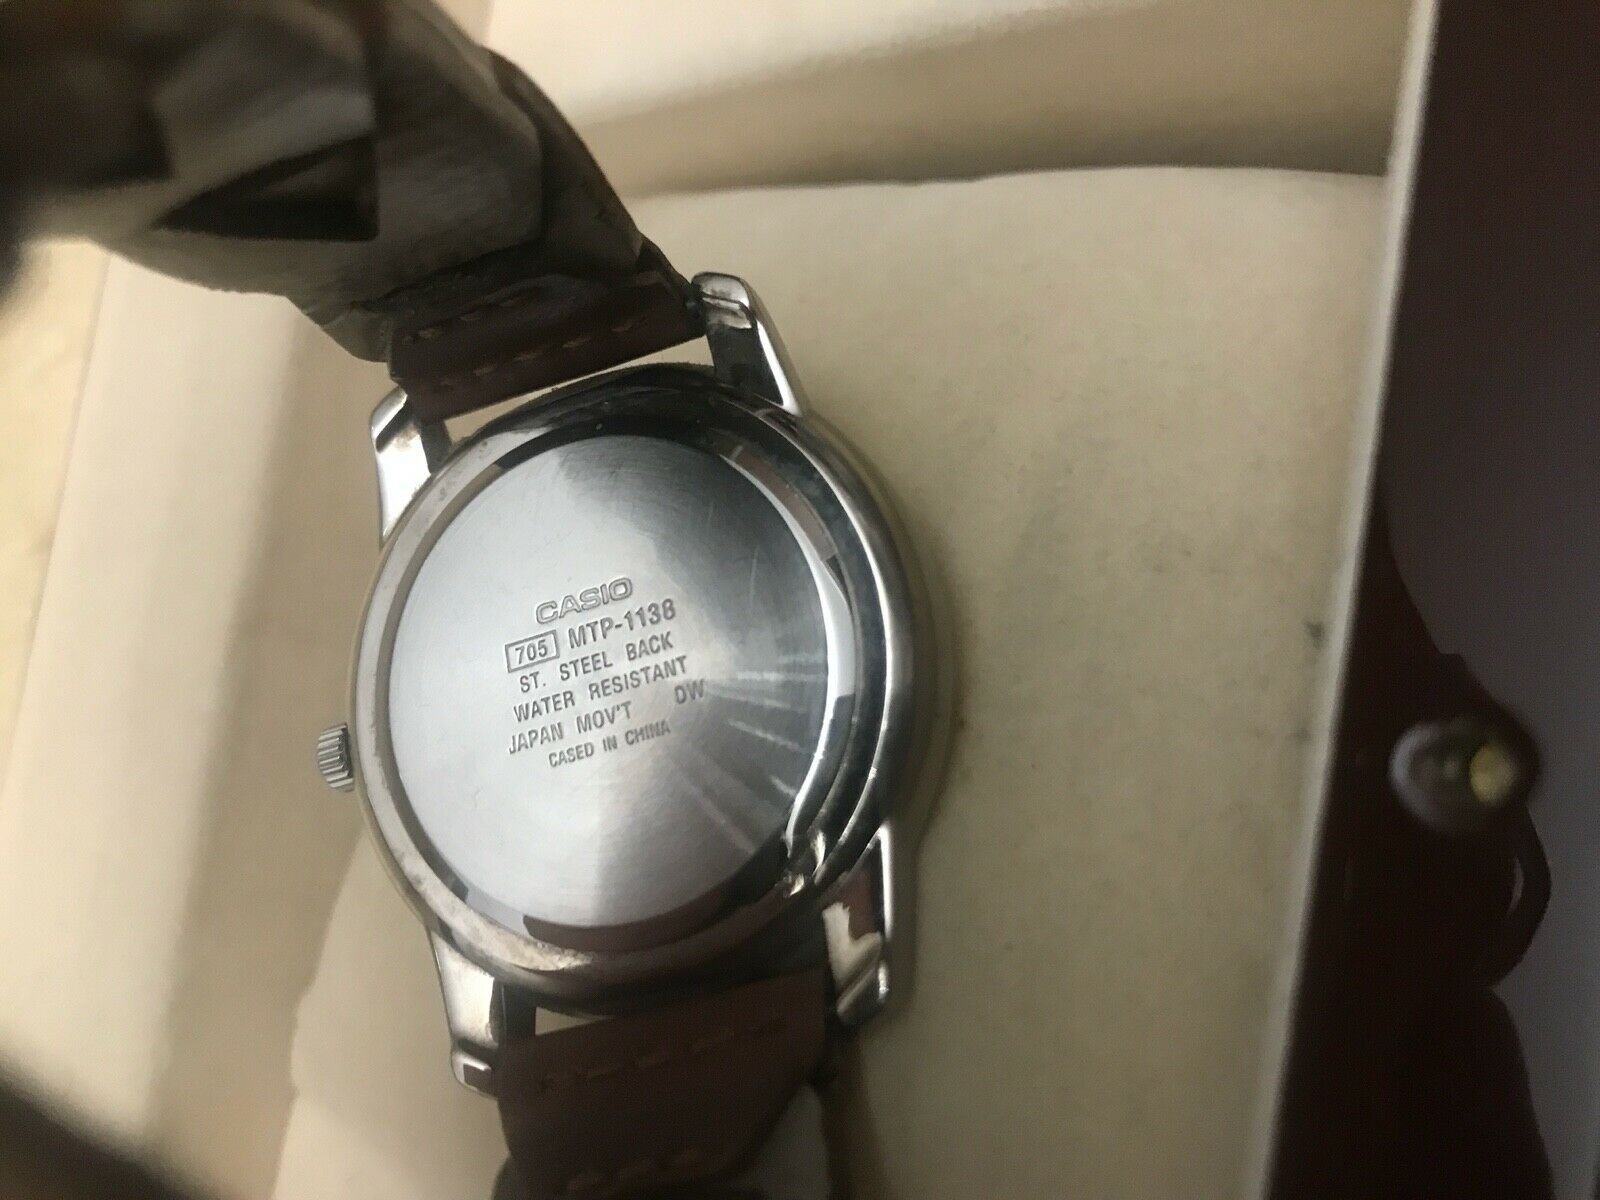 CASIO
705 MTP-1138
ST. STEEL BACK
WATER RESISTANT
JAPAN MOV'T DW
CASED IN CHINA